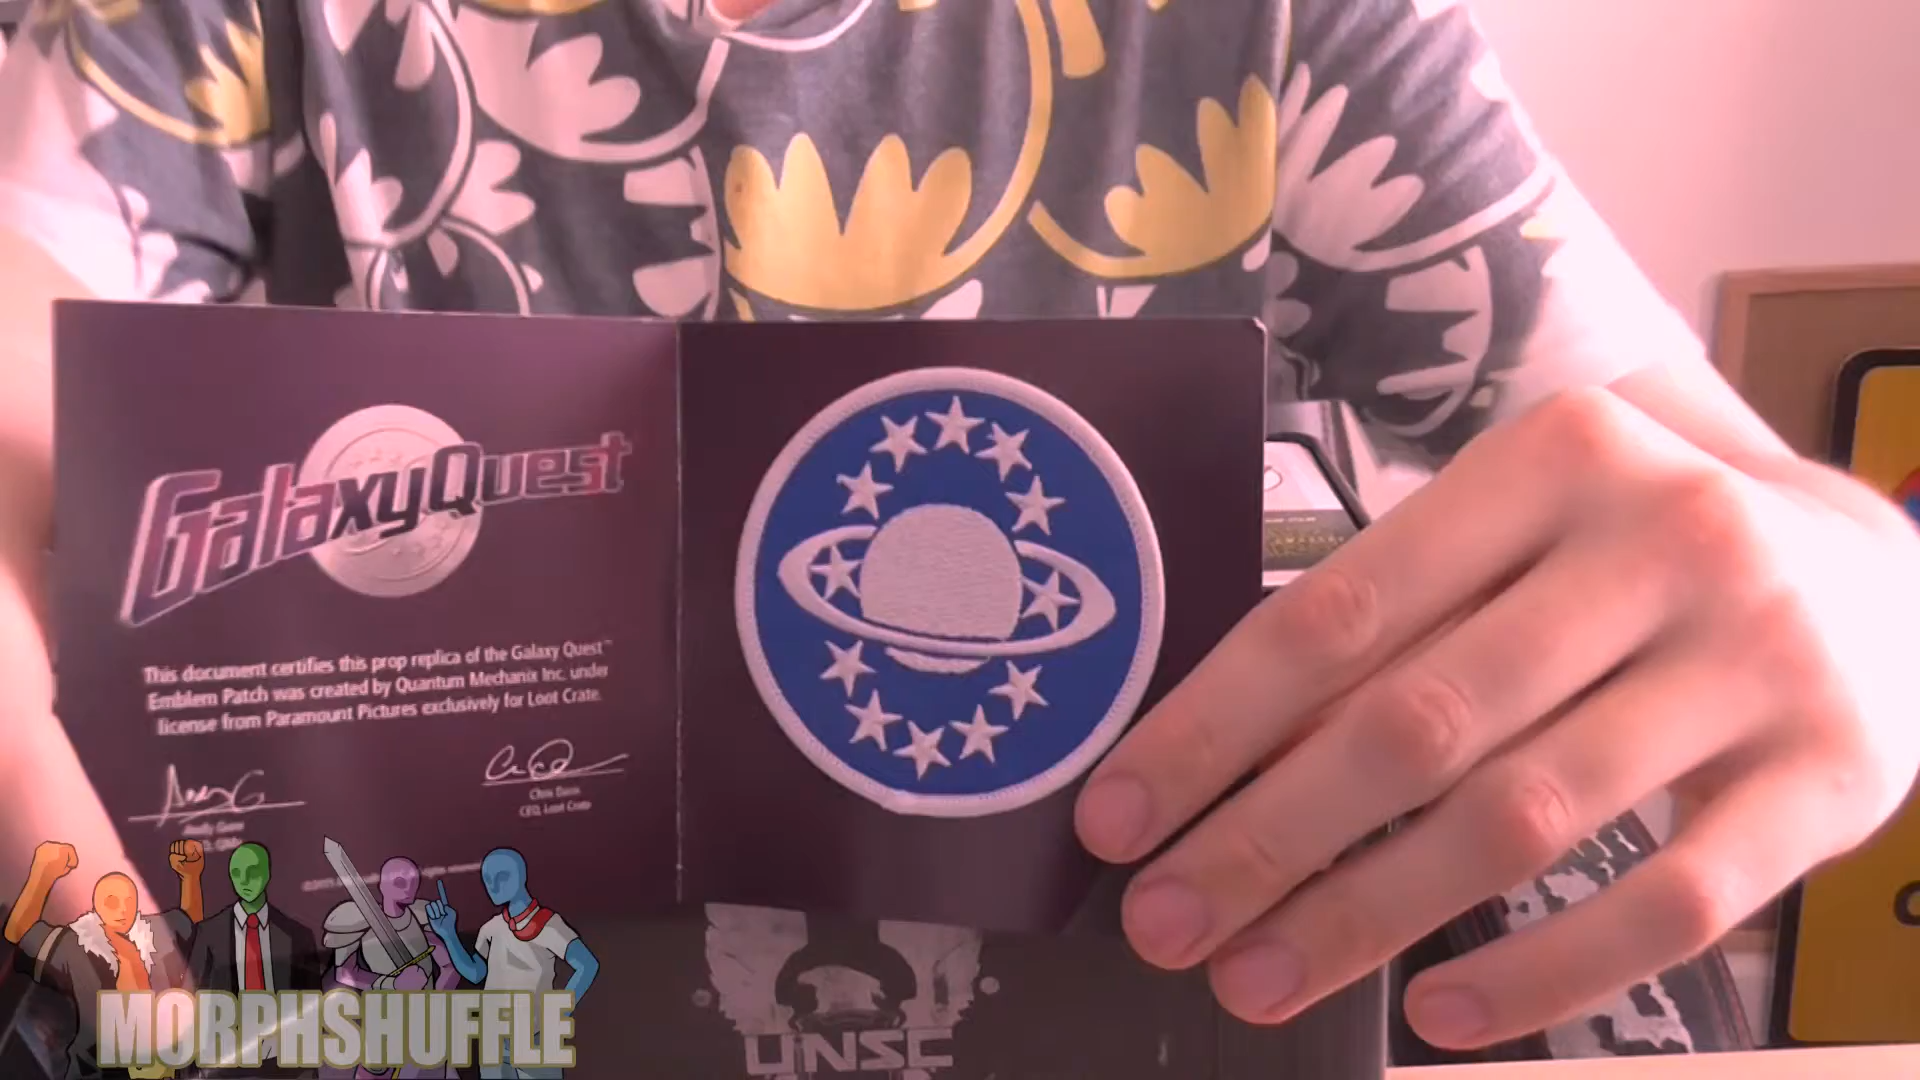 GalaxyQuest
This document certifies this prop replica of the Galaxy Quest™
Emblem Patch was created by Quantum Mechanix Inc. under
license from Paramount Pictures exclusively for Loot Crate.
Chris Davis
CEO, Loot Crate
MORPHSHUFFLE
UNSC